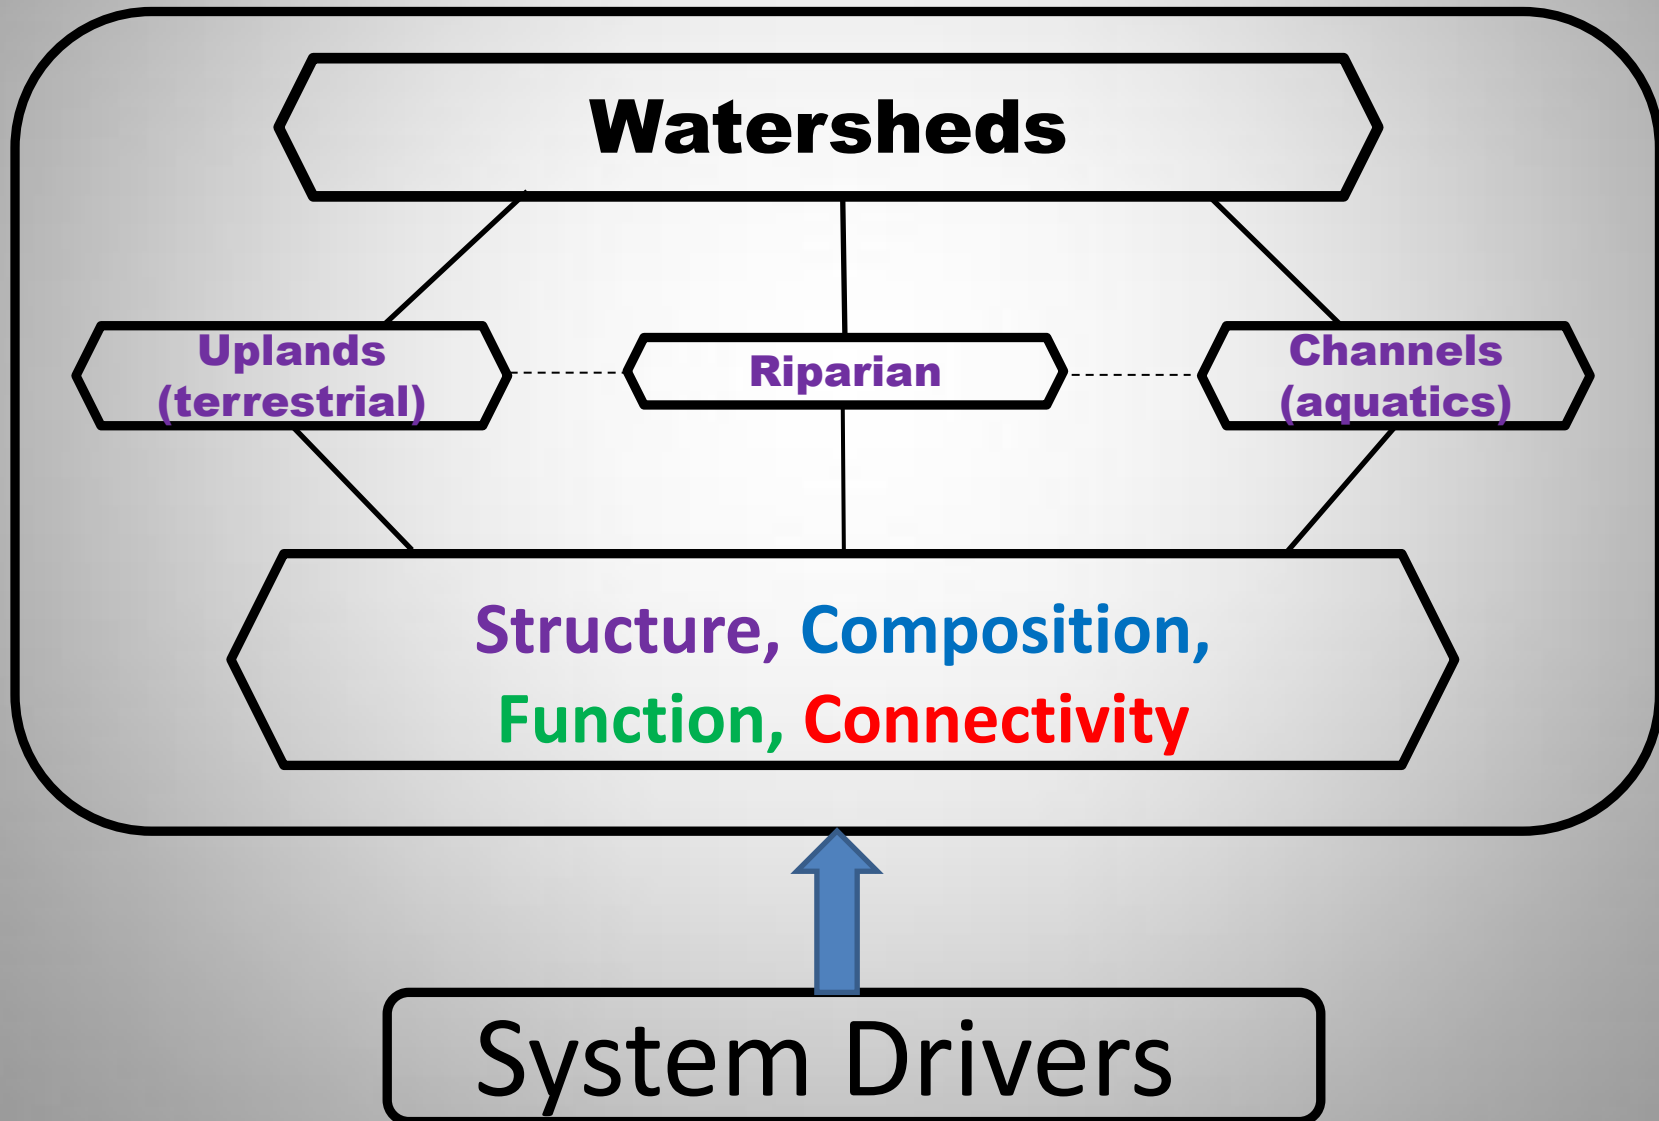 Watersheds
Uplands
(terrestrial)
Riparian
Channels
(aquatics)
Structure, Composition,
Function, Connectivity
System Drivers